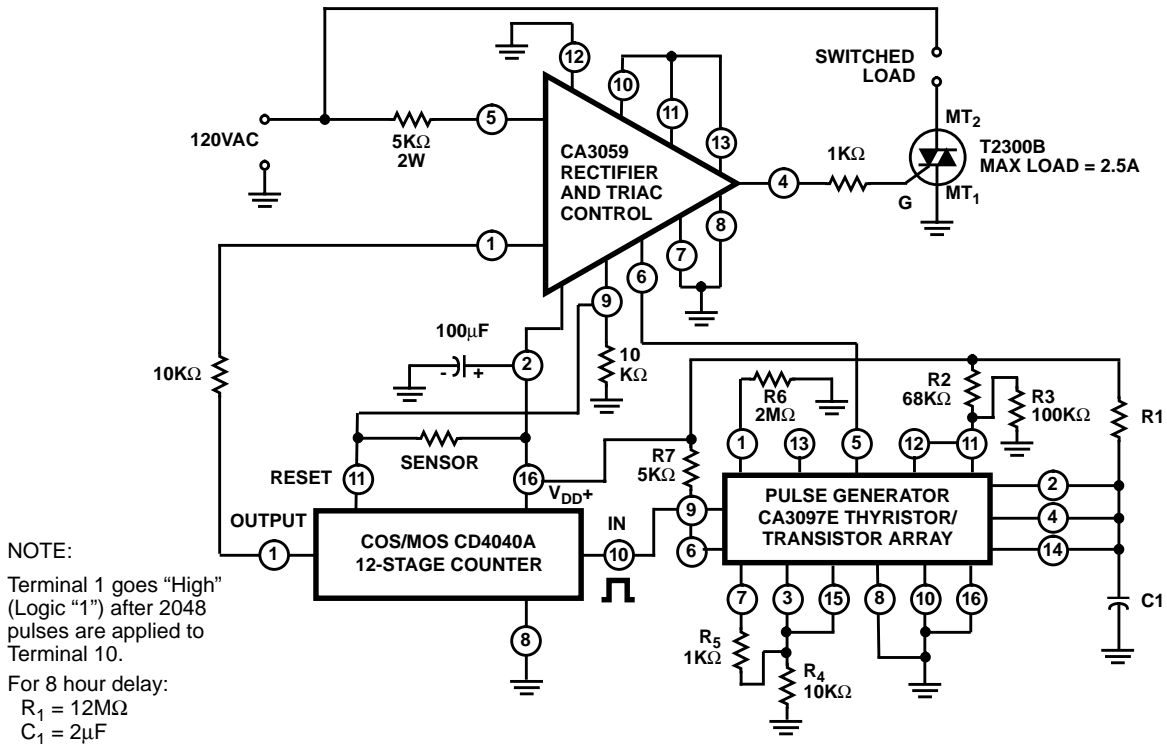 12
SWITCHED
LOAD
10
11
MT2
120VAC
5KΩ
2W
5
CA3059
RECTIFIER
AND TRIAC
CONTROL
13
1KΩ
T2300B
MAX LOAD = 2.5A
4
G
MT1
1
8
7
6
9
100μF
- +
2
10
KΩ
10KΩ
R6
2MΩ
R2
68KΩ
R3
100KΩ
R1
1
13
5
12
11
SENSOR
R7
5KΩ
RESET
11
16
VDD+
PULSE GENERATOR
CA3097E THYRISTOR/
TRANSISTOR ARRAY
2
4
14
9
6
OUTPUT
IN
1
COS/MOS CD4040A
12-STAGE COUNTER
10
7
3
15
8
10
16
C1
8
R5
1KΩ
R4
10KΩ
NOTE:
Terminal 1 goes “High”
(Logic “1”) after 2048
pulses are applied to
Terminal 10.
For 8 hour delay:
R1 = 12MΩ
C1 = 2μF